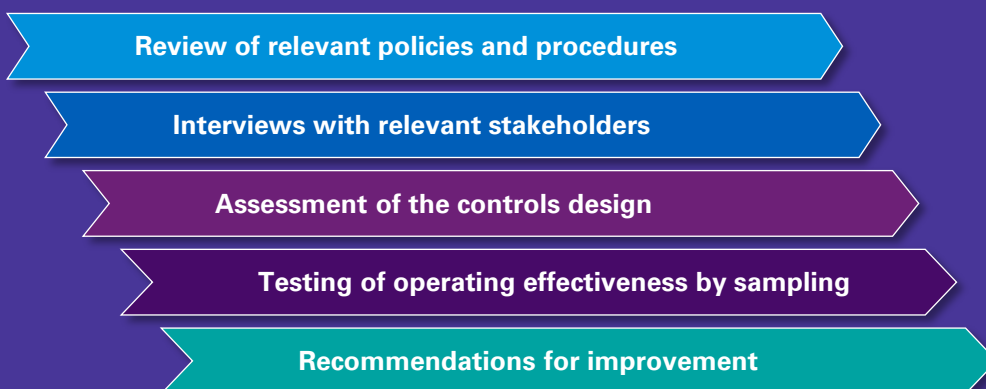 Review of relevant policies and procedures
Interviews with relevant stakeholders
Assessment of the controls design
Testing of operating effectiveness by sampling
Recommendations for improvement